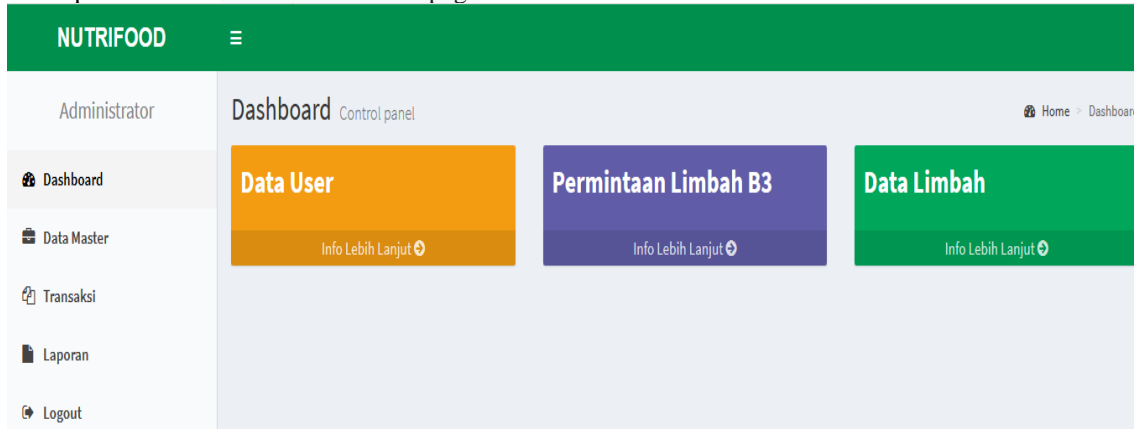 NUTRIFOOD
Administrator
Dashboard
Data Master
Transaksi
Laporan
Logout
Dashboard Control panel
Home > Dashboard
Data User
Info Lebih Lanjut
Permintaan Limbah B3
Info Lebih Lanjut
Data Limbah
Info Lebih Lanjut